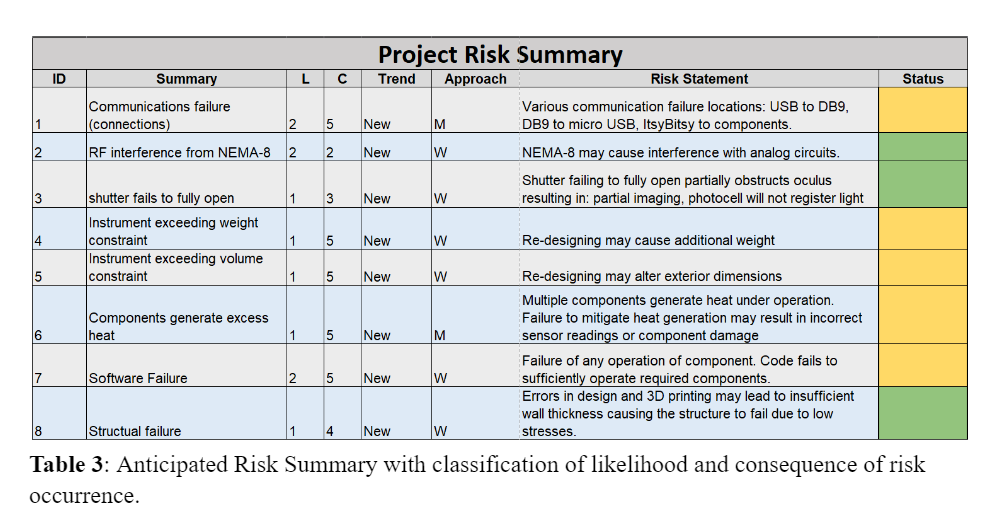 Project Risk Summary
ID Summary L C Trend Approach Risk Statement Status
Communications failure
(connections)
1 2 5 New M
Various communication failure locations: USB to DB9,
DB9 to micro USB, ItsyBitsy to components.
2 RF interference from NEMA-8 2 2 New W NEMA-8 may cause interference with analog circuits.
3 shutter fails to fully open 1 3 New W
Shutter failing to fully open partially obstructs oculus
resulting in: partial imaging, photocell will not register light
Instrument exceeding weight
constraint
4 1 5 New W Re-designing may cause additional weight
Instrument exceeding volume
constraint
5 1 5 New W Re-designing may alter exterior dimensions
Components generate excess
heat
6 1 5 New M
Multiple components generate heat under operation.
Failure to mitigate heat generation may result in incorrect
sensor readings or component damage
7 Software Failure 2 5 New W
Failure of any operation of component. Code fails to
sufficiently operate required components.
8 Structual failure 1 4 New W
Errors in design and 3D printing may lead to insufficient
wall thickness causing the structure to fail due to low
stresses.
Table 3: Anticipated Risk Summary with classification of likelihood and consequence of risk
occurrence.